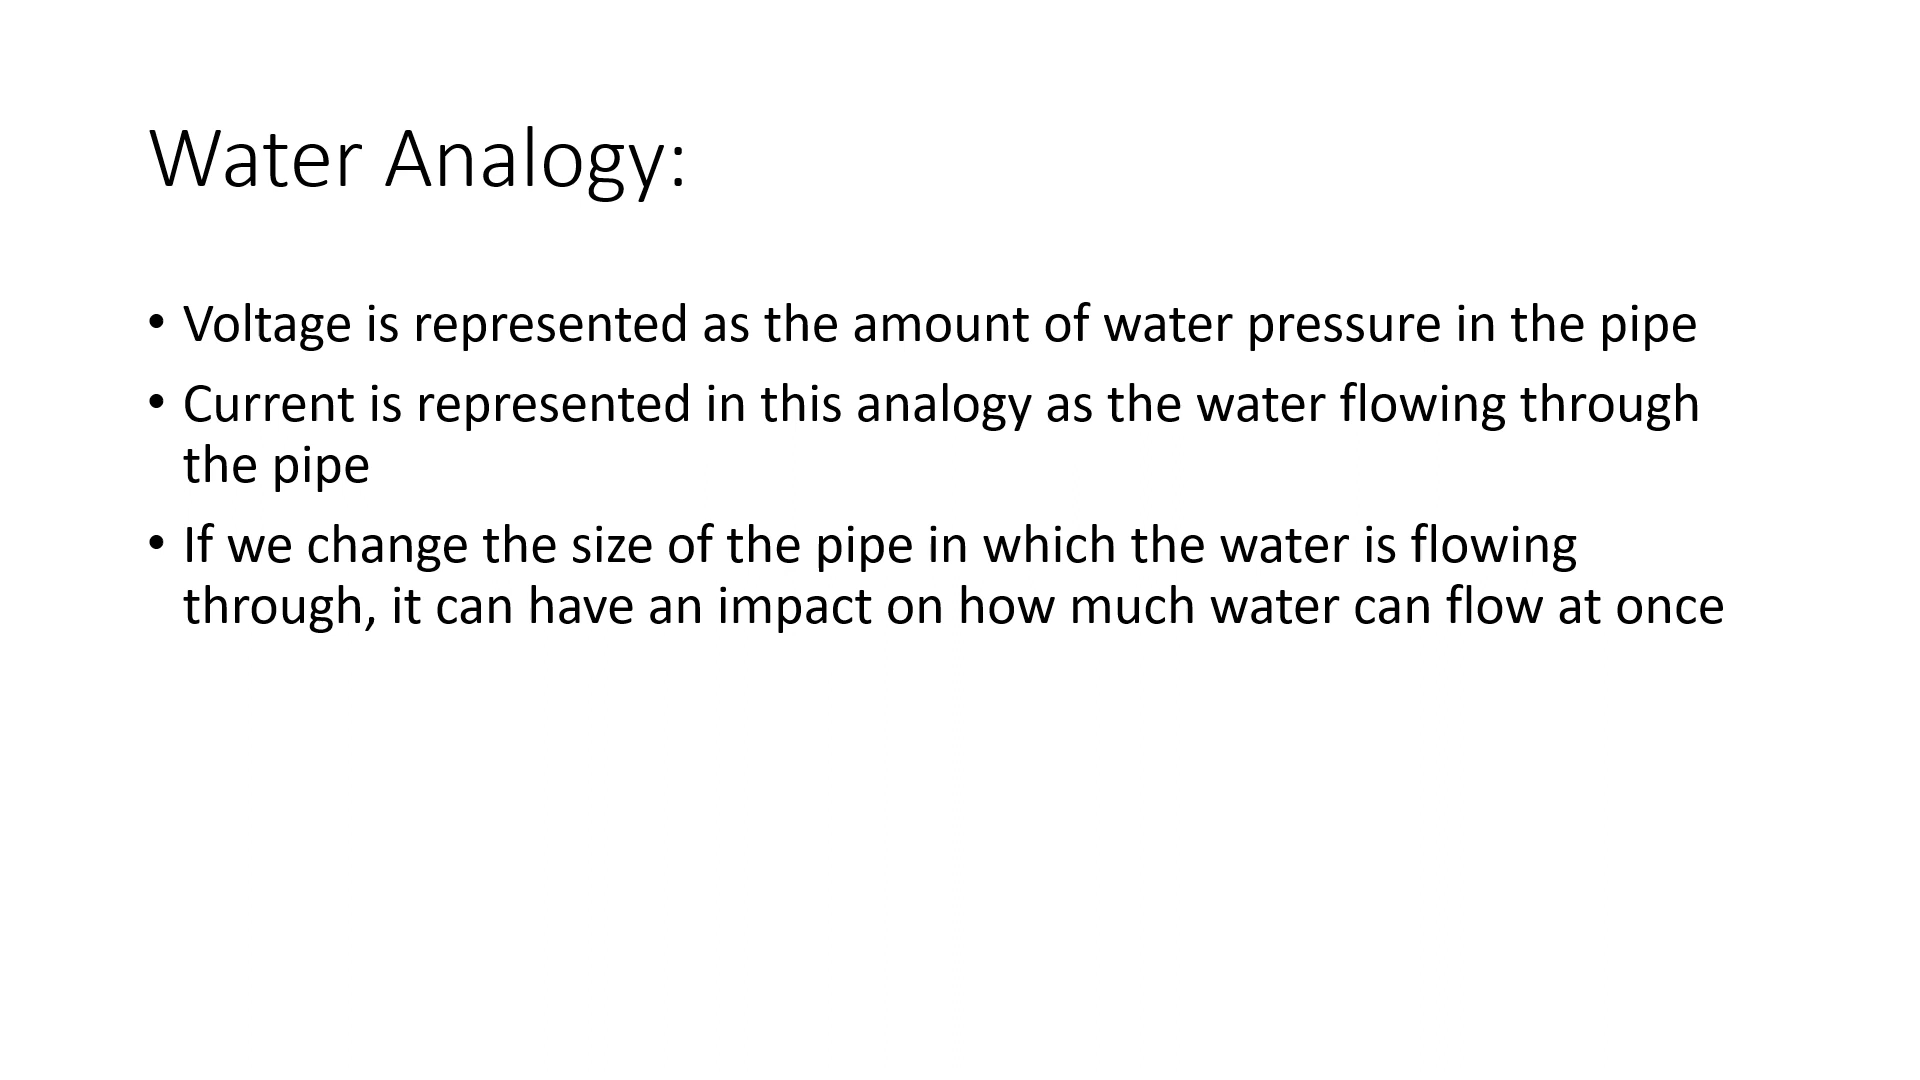 Water Analogy:
• Voltage is represented as the amount of water pressure in the pipe
• Current is represented in this analogy as the water flowing through
the pipe
• If we change the size of the pipe in which the water is flowing
through, it can have an impact on how much water can flow at once